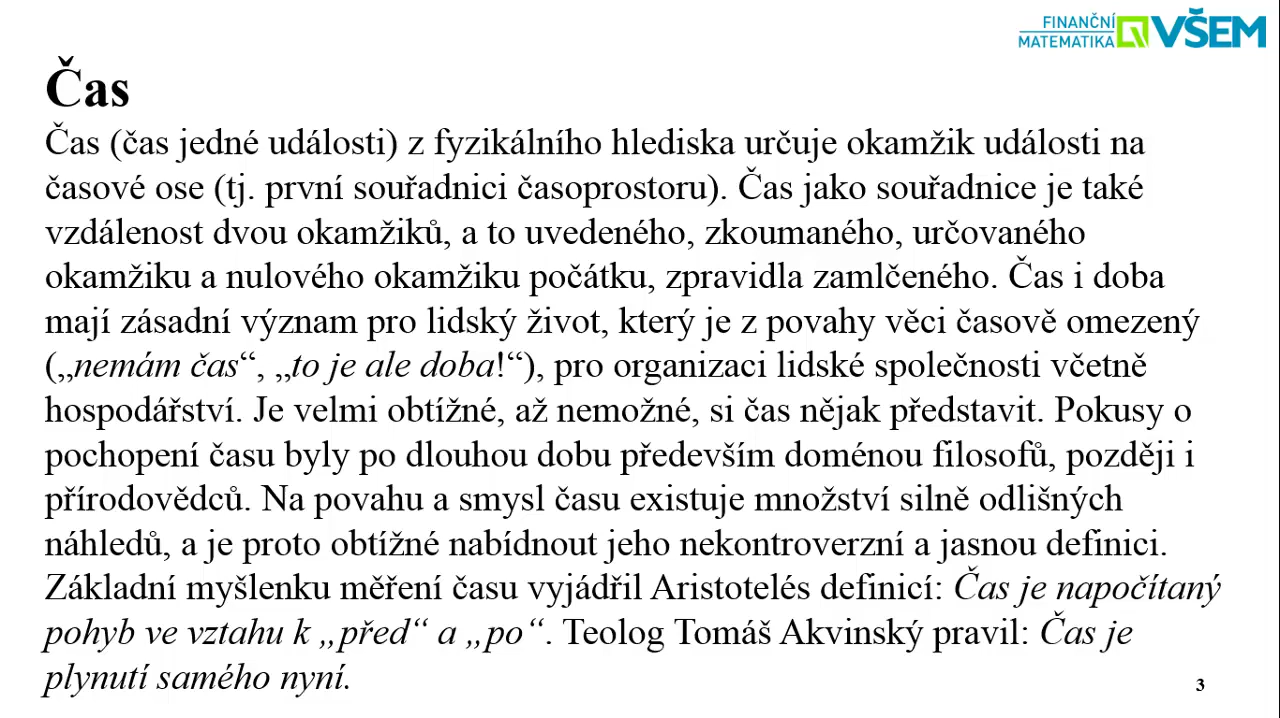 FINANČNÍ
MATEMATIKA VŠEM
Čas
Čas (čas jedné události) z fyzikálního hlediska určuje okamžik události na
časové ose (tj. první souřadnici časoprostoru). Čas jako souřadnice je také
vzdálenost dvou okamžiků, a to uvedeného, zkoumaného, určovaného
okamžiku a nulového okamžiku počátku, zpravidla zamlčeného. Čas i doba
mají zásadní význam pro lidský život, který je z povahy věci časově omezený
(„nemám čas“, „to je ale doba!“), pro organizaci lidské společnosti včetně
hospodářství. Je velmi obtížné, až nemožné, si čas nějak představit. Pokusy o
pochopení času byly po dlouhou dobu především doménou filosofů, později i
přírodovědců. Na povahu a smysl času existuje množství silně odlišných
náhledů, a je proto obtížné nabídnout jeho nekontroverzní a jasnou definici.
Základní myšlenku měření času vyjádřil Aristotelés definicí: Čas je napočítaný
pohyb ve vztahu k „před“ a „po“. Teolog Tomáš Akvinský pravil: Čas je
plynutí samého nyní.
3